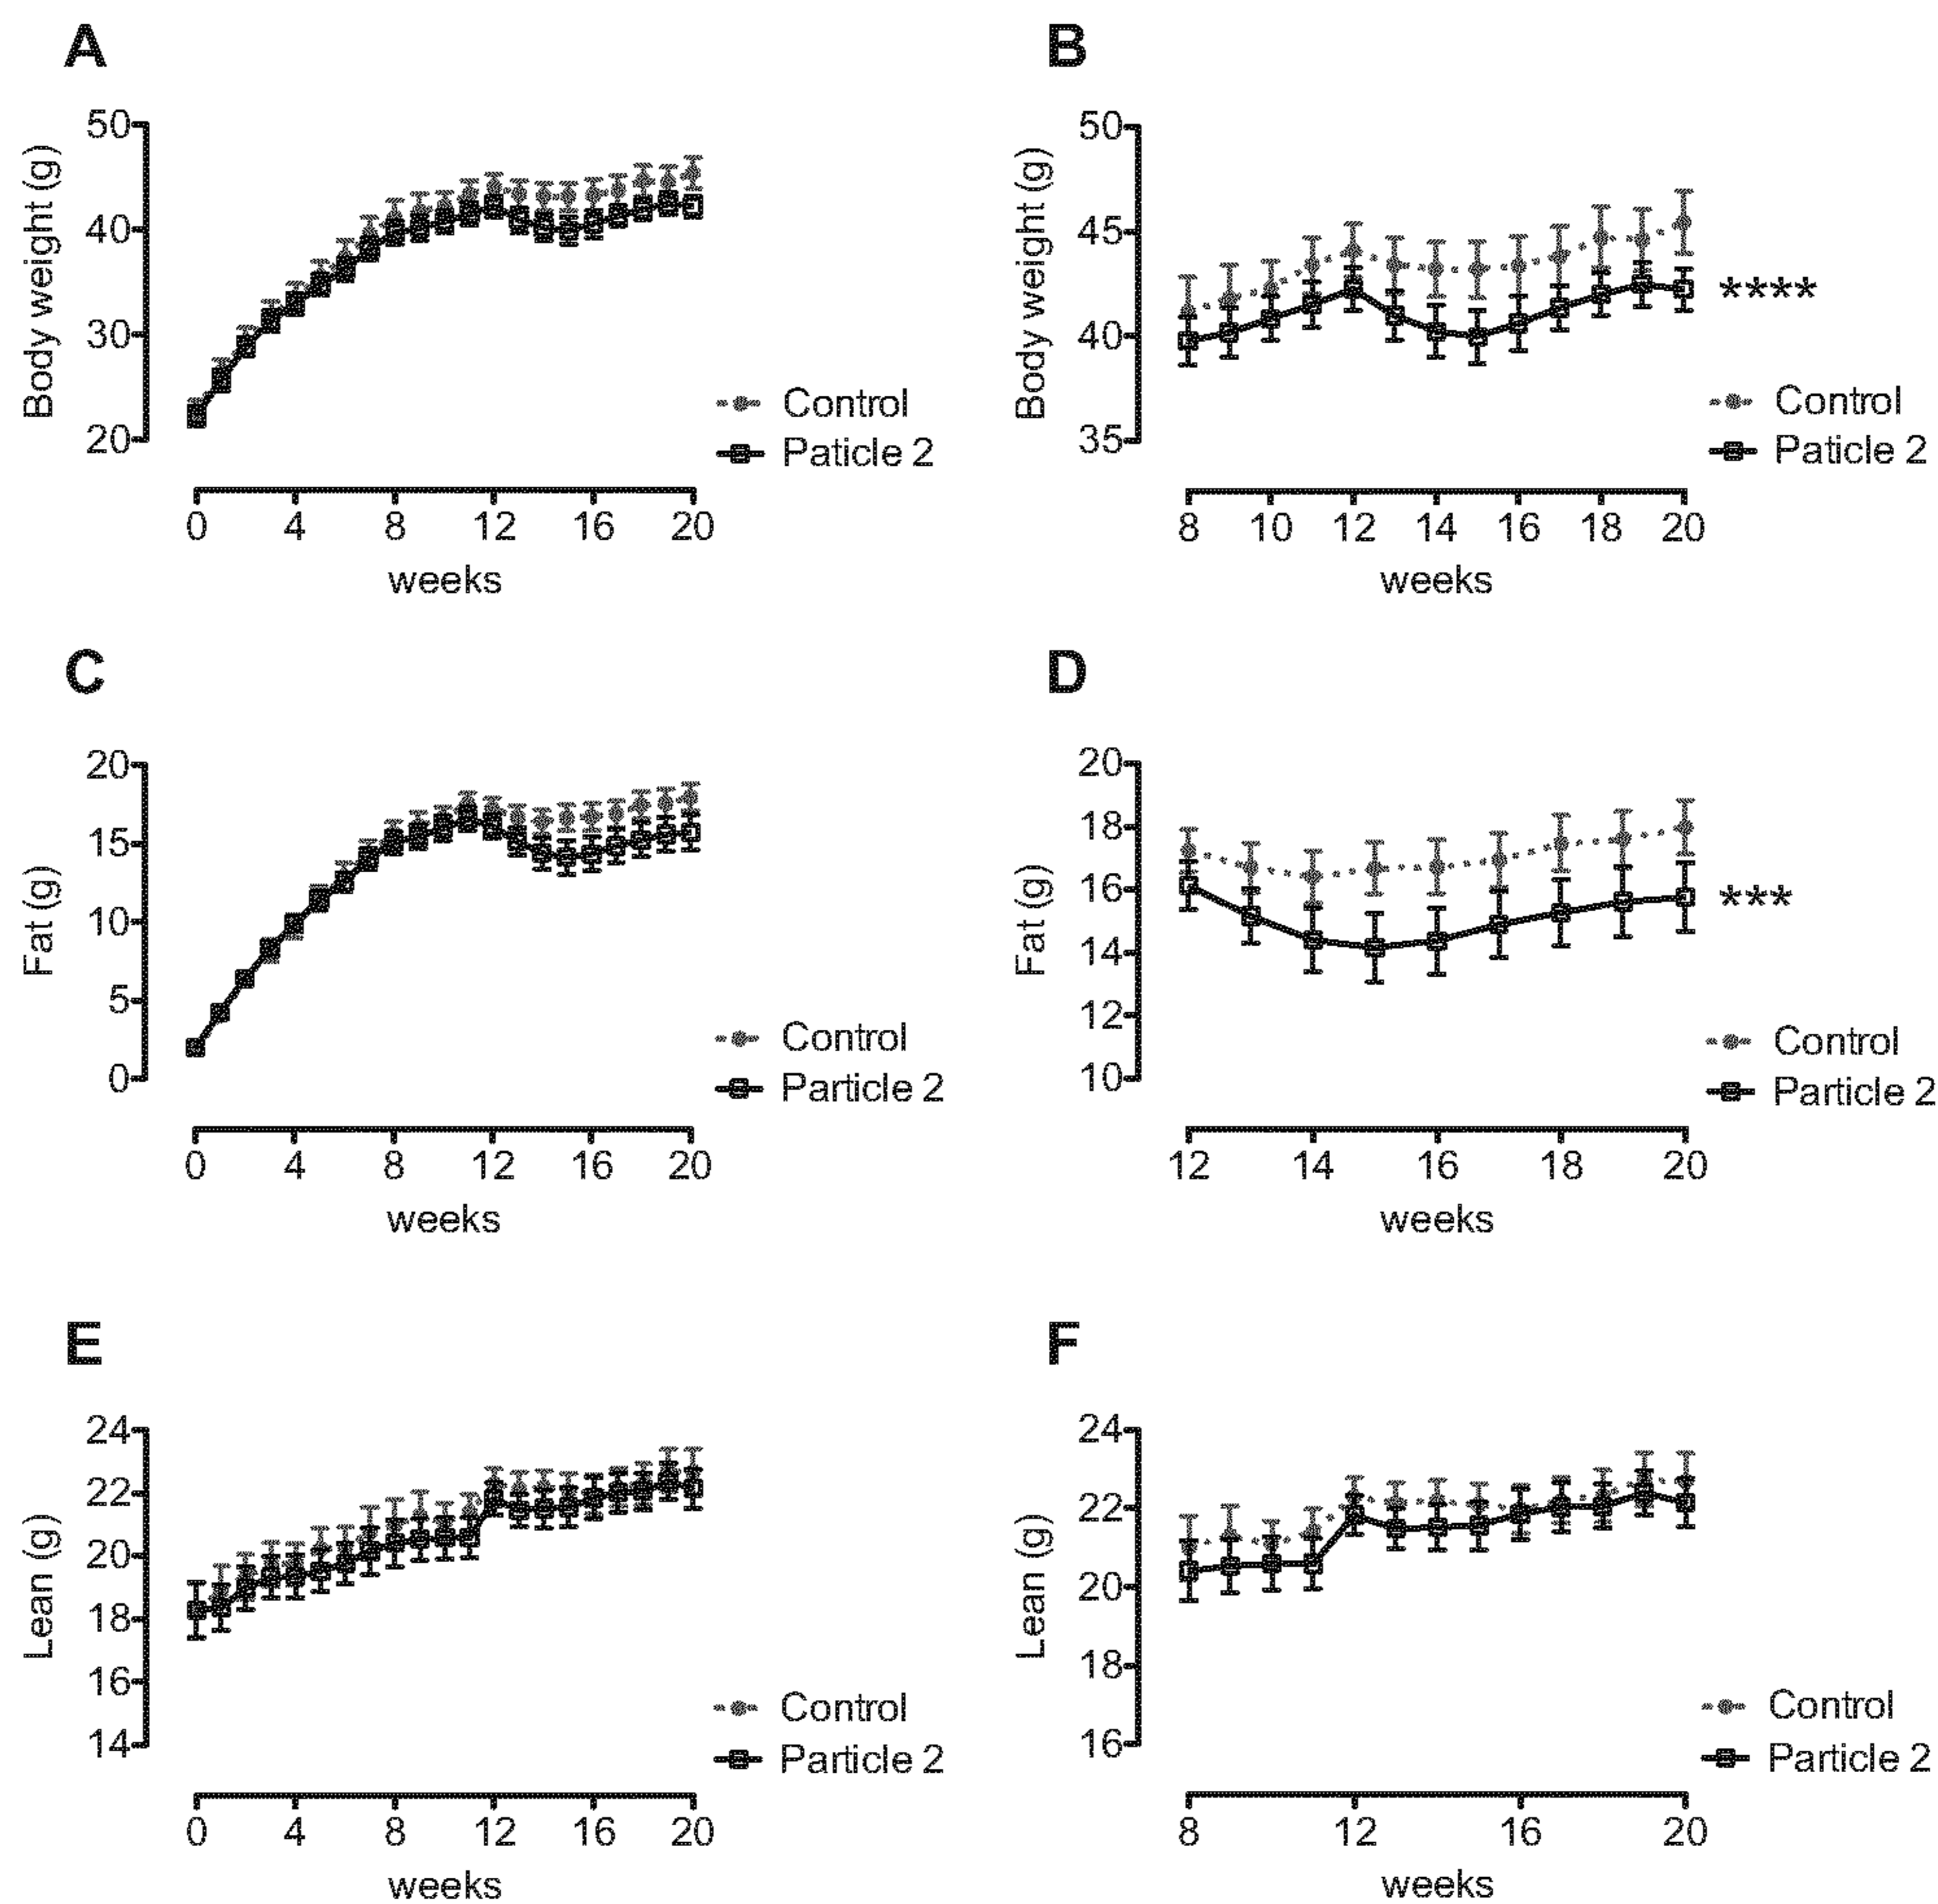 A
Body weight (g)
50
40
30
20
Control
Paticle 2
0 4 8 12 16 20
weeks
B
Body weight (g)
50
45
40
35
****
Control
Paticle 2
8 10 12 14 16 18 20
weeks
C
Fat (g)
20
15
10
5
0
Control
Particle 2
0 4 8 12 16 20
weeks
D
Fat (g)
20
18
16
14
12
10
***
Control
Particle 2
12 14 16 18 20
weeks
E
Lean (g)
24
22
20
18
16
14
Control
Particle 2
0 4 8 12 16 20
weeks
F
Lean (g)
24
22
20
18
16
Control
Particle 2
8 12 16 20
weeks